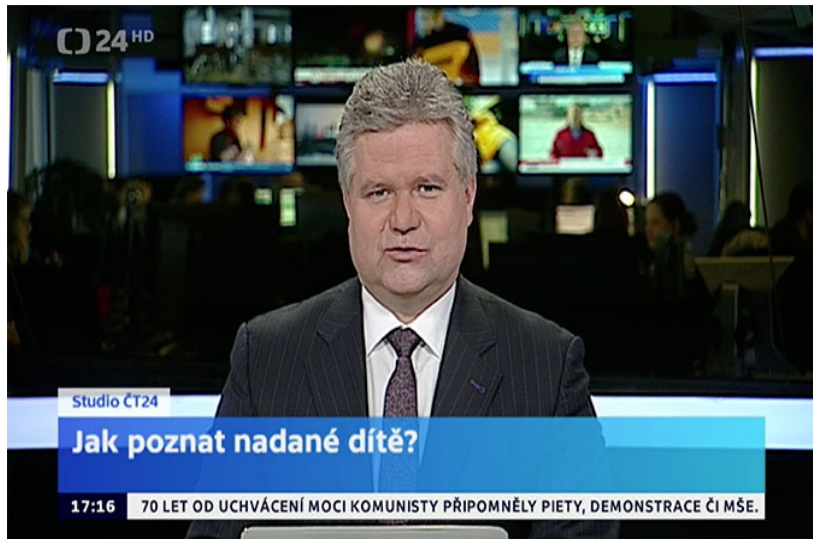 ČT24 HD
Studio ČT24
Jak poznat nadané dítě?
17:16 70 LET OD UCHVÁCENÍ MOCI KOMUNISTY PŘIPOMNĚLY PIETY, DEMONSTRACE ČI MŠE.